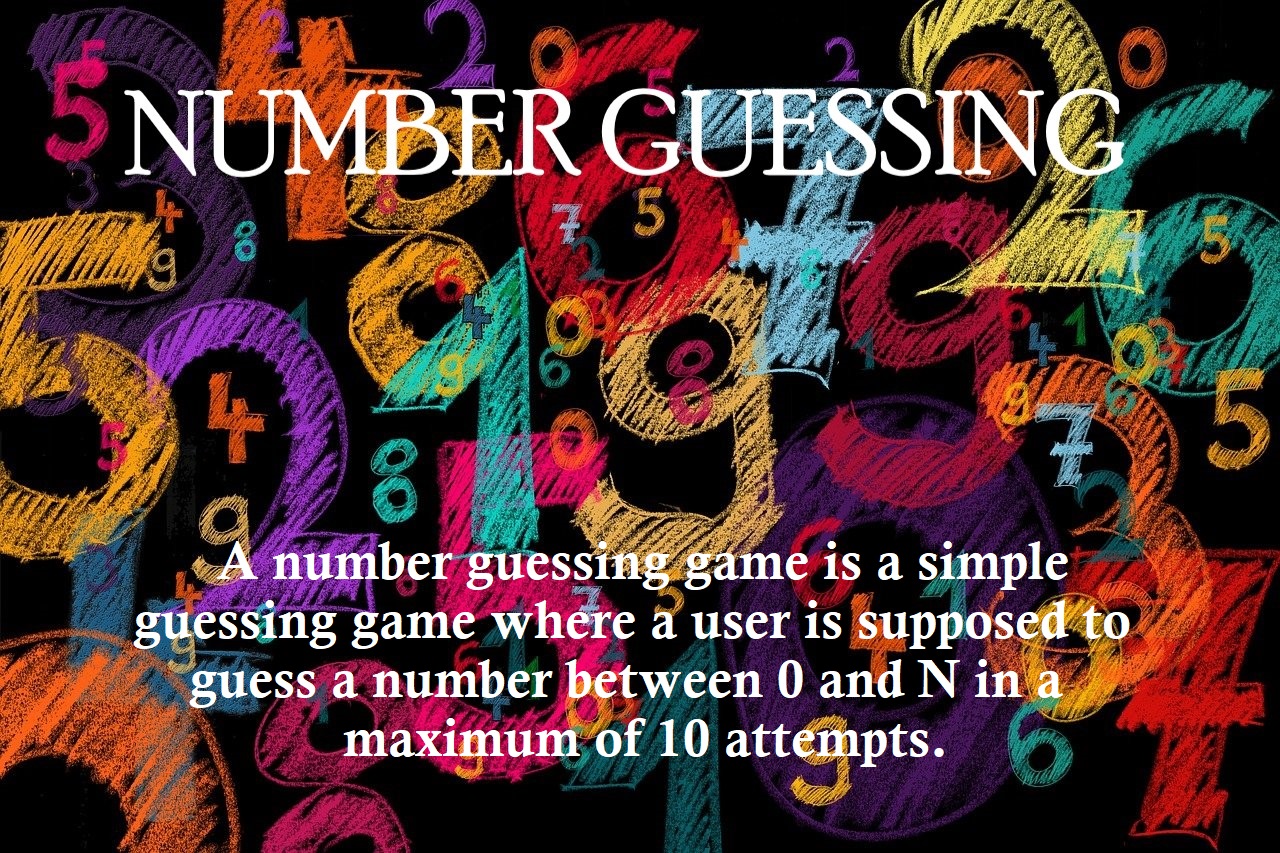 NUMBER GUESSING
A number guessing game is a simple
guessing game where a user is supposed to
guess a number between 0 and N in a
maximum of 10 attempts.